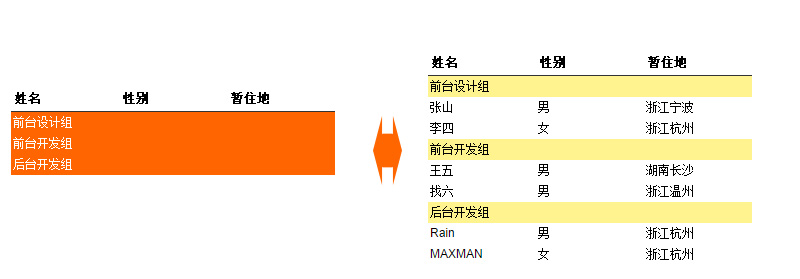 姓名 性别 暂住地
前台设计组
前台开发组
后台开发组
姓名 性别 暂住地
前台设计组
张山 男 浙江宁波
李四 女 浙江杭州
前台开发组
王五 男 湖南长沙
找六 男 浙江温州
后台开发组
Rain 男 浙江杭州
MAXMAN 女 浙江杭州